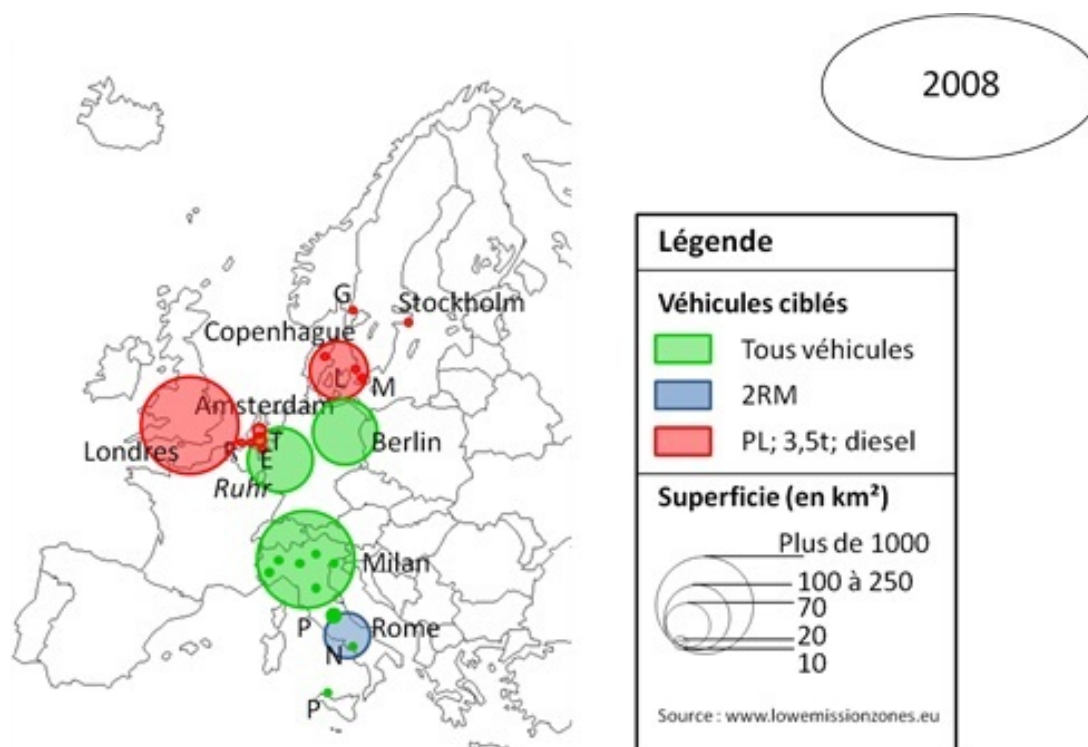 2008
G
Stockholm
Copenhague
L
M
Amsterdam
Londres
R
T
E
Berlin
Ruhr
Milan
P
Rome
N
P
Légende
Véhicules ciblés
Tous véhicules
2RM
PL; 3,5t; diesel
Superficie (en km²)
Plus de 1000
100 à 250
70
20
10
Source : www.lowemissionzones.eu